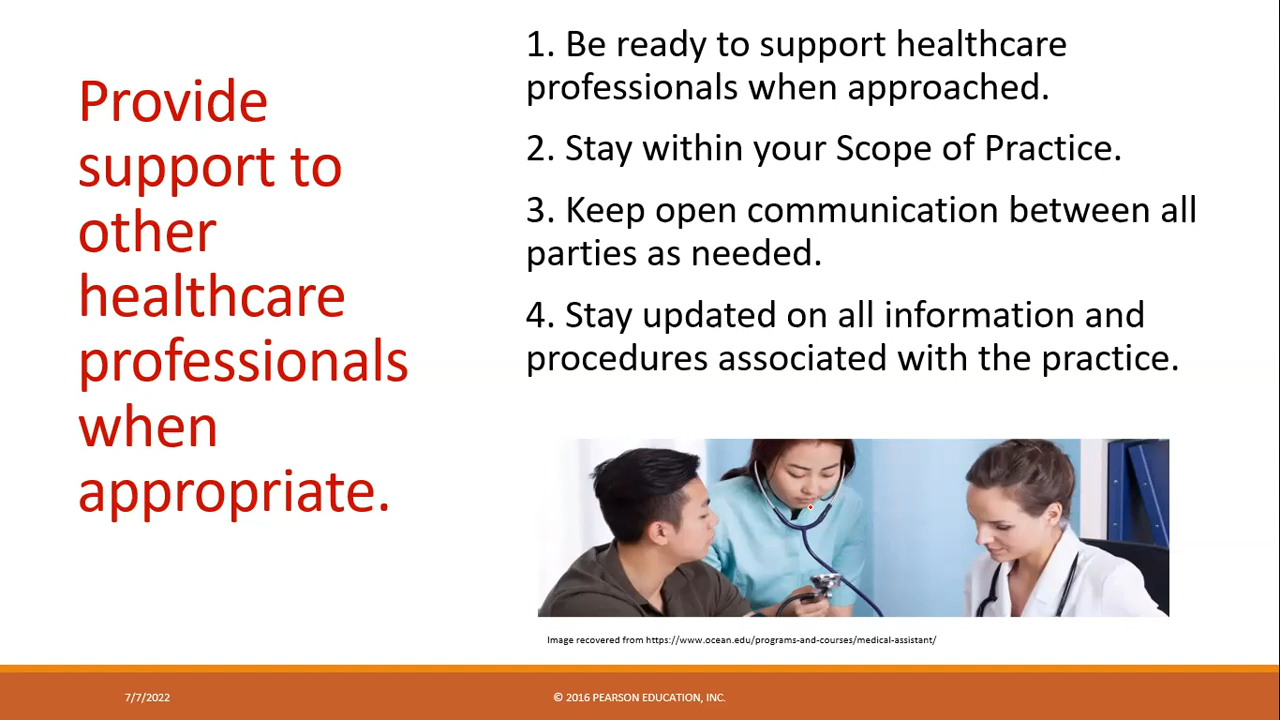 Provide
support to
other
healthcare
professionals
when
appropriate.
1. Be ready to support healthcare
professionals when approached.
2. Stay within your Scope of Practice.
3. Keep open communication between all
parties as needed.
4. Stay updated on all information and
procedures associated with the practice.
Image recovered from https://www.ocean.edu/programs-and-courses/medical-assistant/
7/7/2022
© 2016 PEARSON EDUCATION, INC.